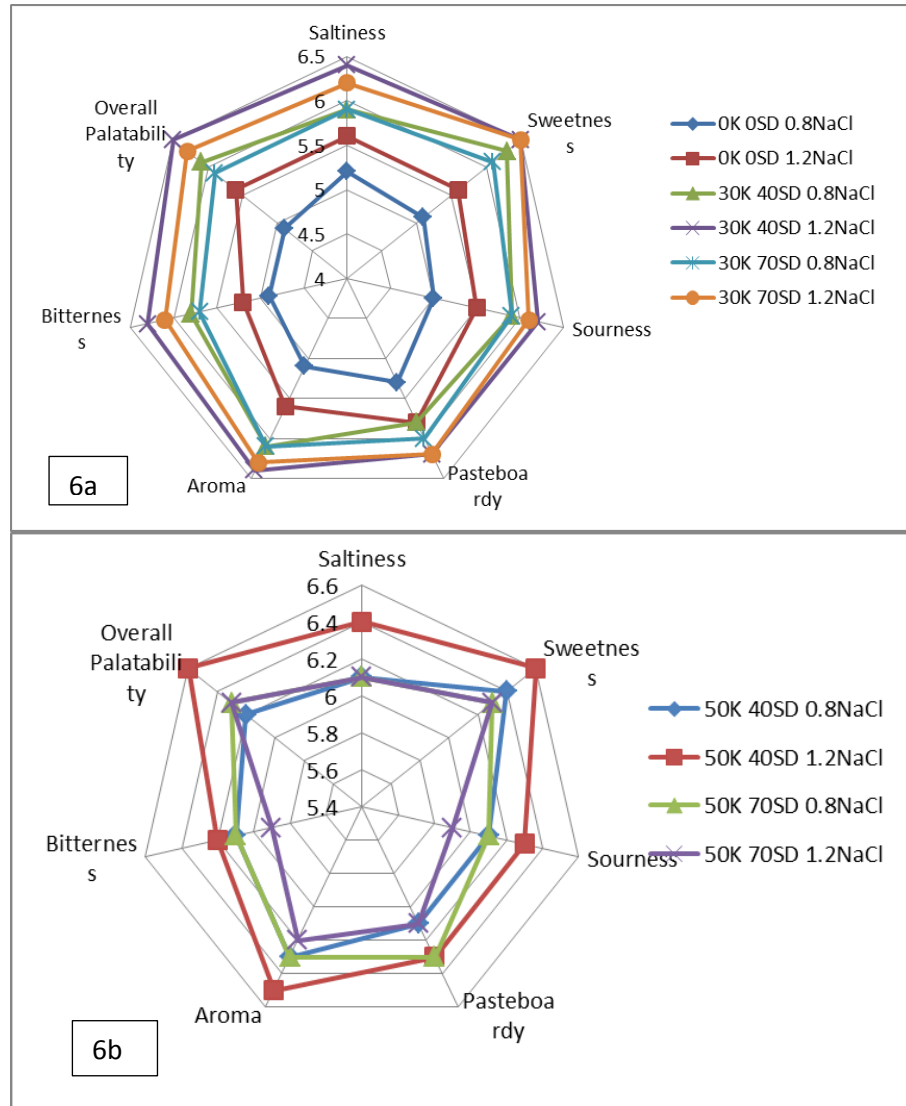 Saltiness
6.5
6
5.5
5
4.5
4
Sweetnes
s
Sourness
Pasteboa
rdy
Aroma
Bitternes
s
Overall
Palatabili
ty
0K 0SD 0.8NaCl
0K 0SD 1.2NaCl
30K 40SD 0.8NaCl
30K 40SD 1.2NaCl
30K 70SD 0.8NaCl
30K 70SD 1.2NaCl
6a
Saltiness
6.6
6.4
6.2
6
5.8
5.6
5.4
Sweetnes
s
Sourness
Pasteboa
rdy
Aroma
Bitternes
s
Overall
Palatabili
ty
50K 40SD 0.8NaCl
50K 40SD 1.2NaCl
50K 70SD 0.8NaCl
50K 70SD 1.2NaCl
6b